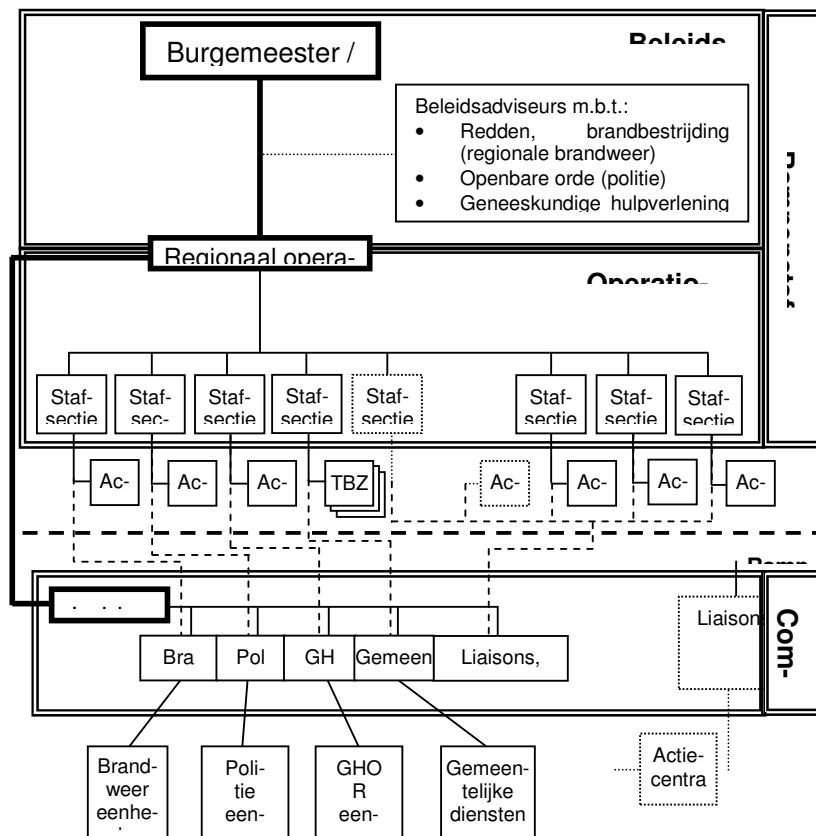 Burgemeester /
Beleids
Beleidsadviseurs m.b.t.:
• Redden, brandbestrijding
(regionale brandweer)
• Openbare orde (politie)
• Geneeskundige hulpverlening
Regionaal opera-
Operatio-
Staf-
sectie
Staf-
sec-
Staf-
sectie
Staf-
sectie
Staf-
sectie
Staf-
sectie
Staf-
sectie
Staf-
sectie
Ac-
Ac-
Ac-
TBZ
Ac-
Ac-
Ac-
Ac-
Ramp
Liaison
Com-
Bra
Pol
GH
Gemeen
Liaisons,
Brand-
weer
eenhe-
Poli-
tie
een-
GHO
R
een-
Gemeen-
telijke
diensten
Actie-
centra